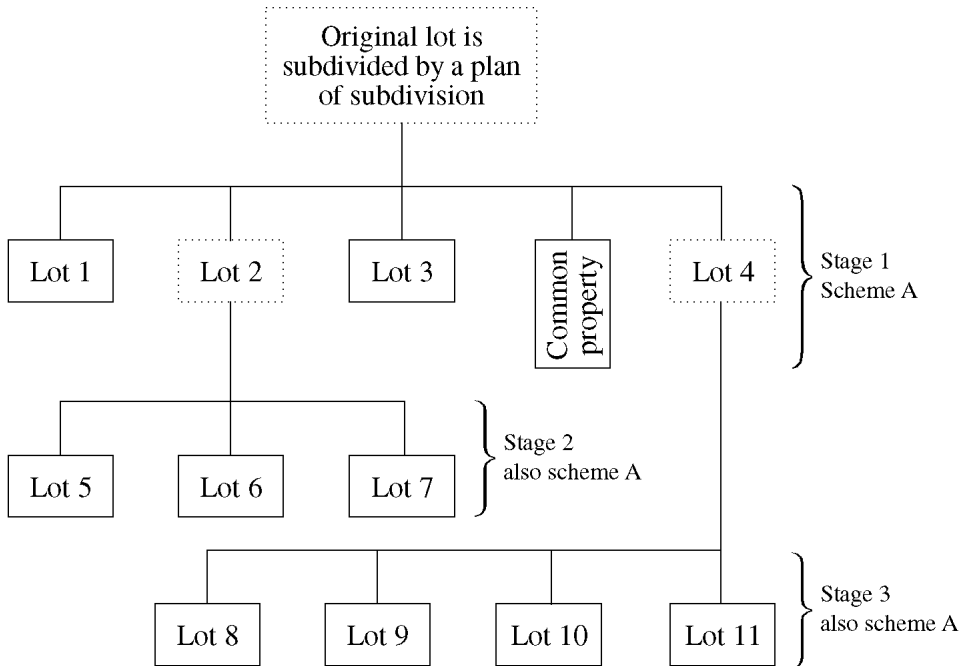 Original lot is
subdivided by a plan
of subdivision
Lot 1
Lot 2
Lot 3
Common
property
Lot 4
Stage 1
Scheme A
Lot 5
Lot 6
Lot 7
Stage 2
also scheme A
Lot 8
Lot 9
Lot 10
Lot 11
Stage 3
also scheme A